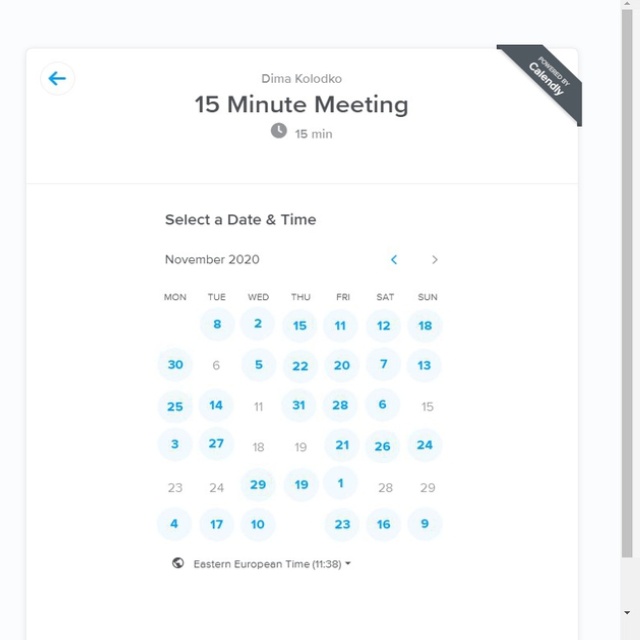 POWERED BY
Calendly
Dima Kolodko
15 Minute Meeting
15 min
Select a Date & Time
November 2020
MON TUE WED THU FRI SAT SUN
8 2 15 11 12 18
30 6 5 22 20 7 13
25 14 11 31 28 6 15
3 27 18 19 21 26 24
23 24 29 19 1 28 29
4 17 10 23 16 9
Eastern European Time (11:38)